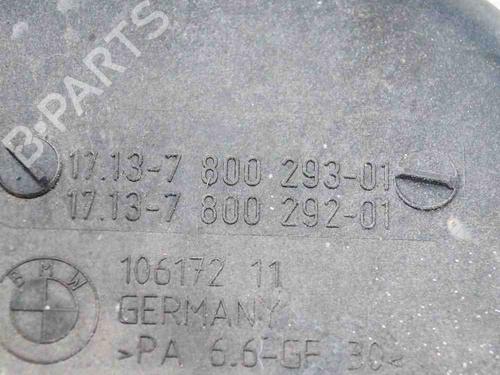 B-PARTS
17.13-7 800 293-01
17.13-7 800 292-01
BMW
106172 11
GERMANY
>PA 6.6-GF 30<